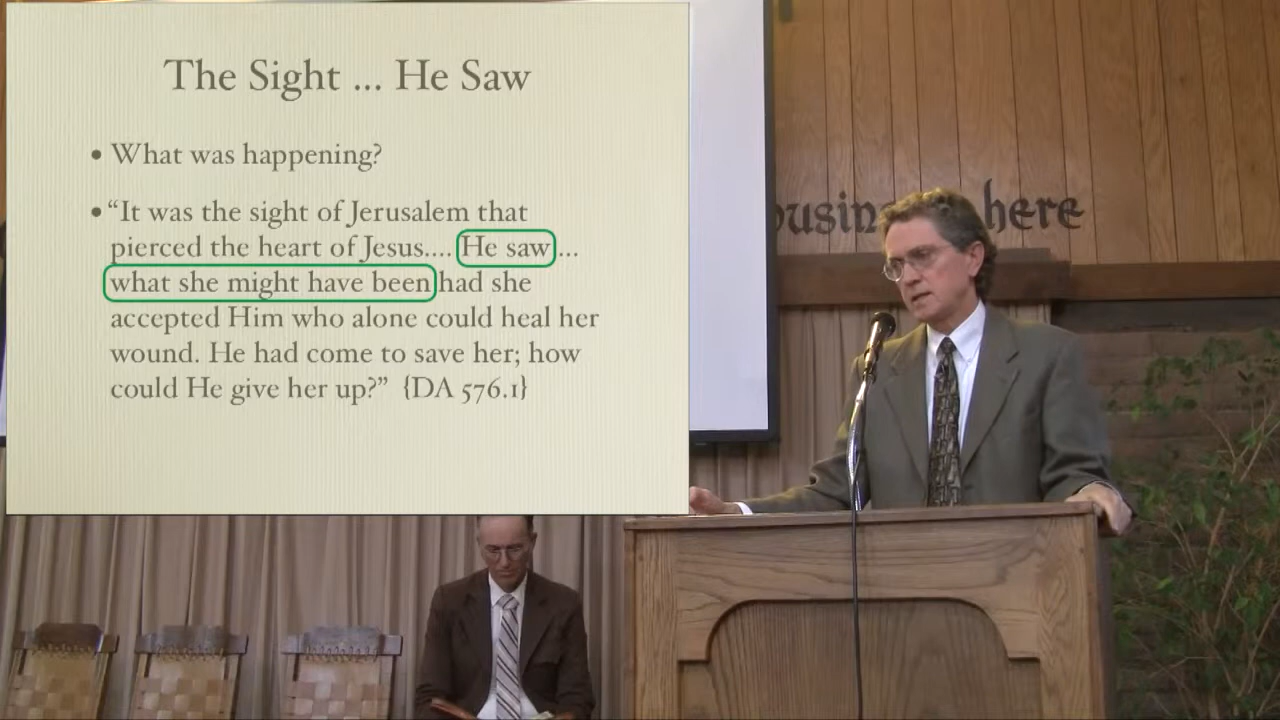 The Sight ... He Saw
• What was happening?
• “It was the sight of Jerusalem that
pierced the heart of Jesus.... He saw ...
what she might have been had she
accepted Him who alone could heal her
wound. He had come to save her; how
could He give her up?” {DA 576.1}
here